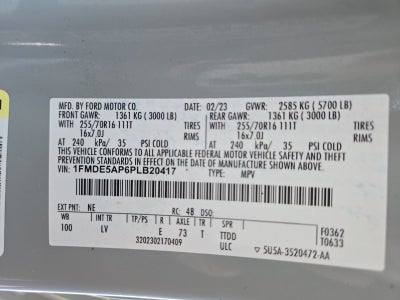 MFD. BY FORD MOTOR CO. 02/23 GVWR: 2585 KG (5700 LB)
FRONT GAWR: 1361 KG (3000 LB) REAR GAWR: 1361 KG (3000 LB)
WITH 255/70R16 111T TIRES WITH 255/70R16 111T TIRES
16x7.0J RIMS 16x7.0J RIMS
AT 240 kPa/ 35 PSI COLD AT 240 kPa/ 35 PSI COLD
THIS VEHICLE CONFORMS TO ALL APPLICABLE FEDERAL MOTOR VEHICLE SAFETY AND THEFT PREVENTION
STANDARDS IN EFFECT ON THE DATE OF MANUFACTURE SHOWN ABOVE.
VIN: 1FMDE5AP6PLB20417 TYPE: MPV
EXT PNT: NE RC: 48 DSO:
WB INT TR TP/PS R AXLE TR SPR F0362
100 LV E 73 T TTDD T0633
3202302170409 ULC ▽ 5U5A-3520472-AA